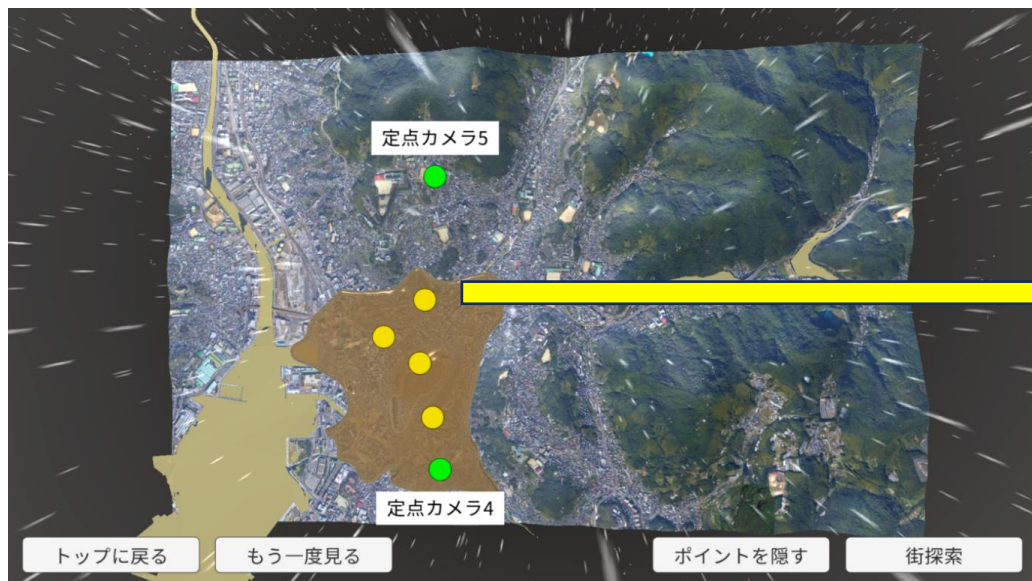 定点カメラ5
定点カメラ4
トップに戻る
もう一度見る
ポイントを隠す
街探索